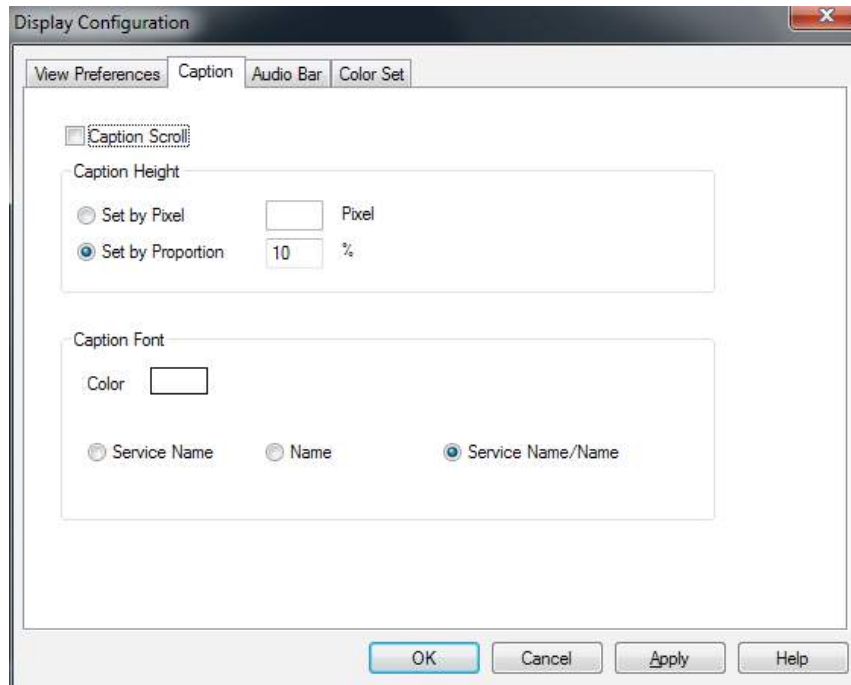 Display Configuration
View Preferences Caption Audio Bar Color Set
Caption Scroll
Caption Height
Set by Pixel Pixel
Set by Proportion 10 %
Caption Font
Color
Service Name Name Service Name/Name
OK Cancel Apply Help